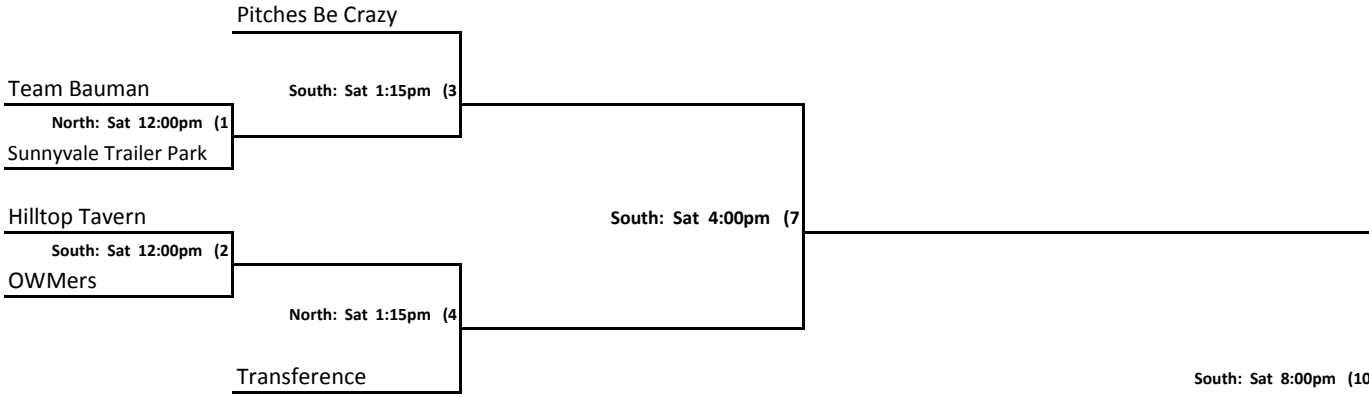 Pitches Be Crazy
Team Bauman
South: Sat 1:15pm (3
North: Sat 12:00pm (1
Sunnyvale Trailer Park
Hilltop Tavern
South: Sat 4:00pm (7
South: Sat 12:00pm (2
OWMers
North: Sat 1:15pm (4
Transference
South: Sat 8:00pm (10